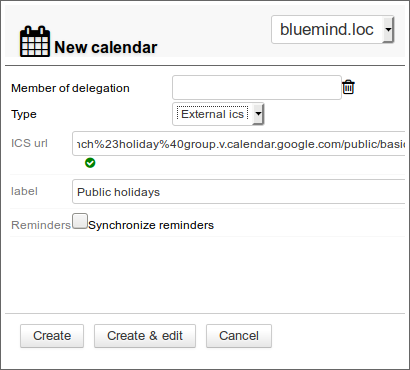 New calendar
bluemind.loc
Member of delegation
Type
External ics
ICS url
nch%23holiday%40group.v.calendar.google.com/public/basic
label
Public holidays
Reminders
Synchronize reminders
Create
Create & edit
Cancel